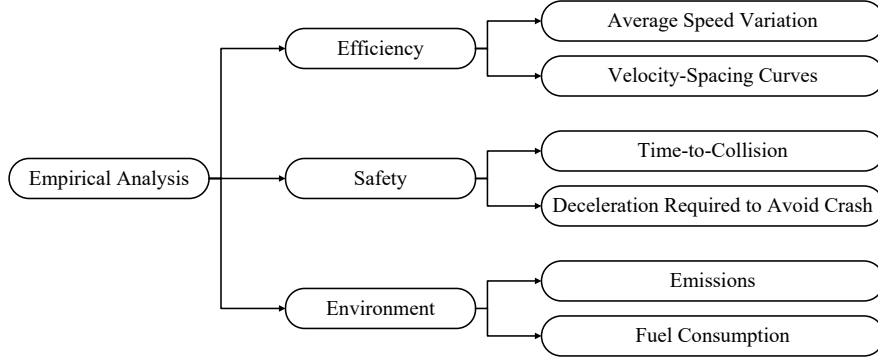 Empirical Analysis
Efficiency
Average Speed Variation
Velocity-Spacing Curves
Safety
Time-to-Collision
Deceleration Required to Avoid Crash
Environment
Emissions
Fuel Consumption